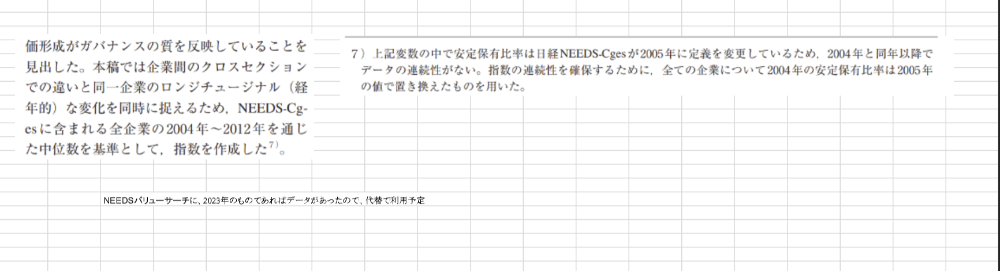 価形成がガバナンスの質を反映していることを
見出した。本稿では企業間のクロスセクション
での違いと同一企業のロンジチュージナル（経
年的）な変化を同時に捉えるため，NEEDS-Cg-
esに含まれる全企業の2004年～2012年を通じ
た中位数を基準として，指数を作成した7)。
7）上記変数の中で安定保有比率は日経NEEDS-Cgesが2005年に定義を変更しているため，2004年と同年以降で
データの連続性がない。指数の連続性を確保するために，全ての企業について2004年の安定保有比率は2005年
の値で置き換えたものを用いた。
NEEDSバリューサーチに、2023年のものであればデータがあったので、代替で利用予定